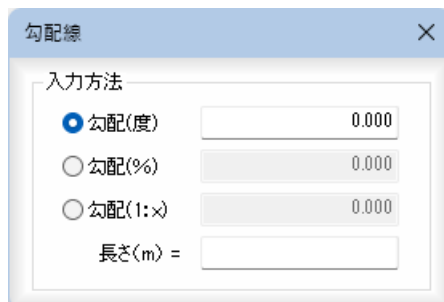 勾配線
入力方法
勾配(度) 0.000
勾配(%) 0.000
勾配(1:x) 0.000
長さ(m) =